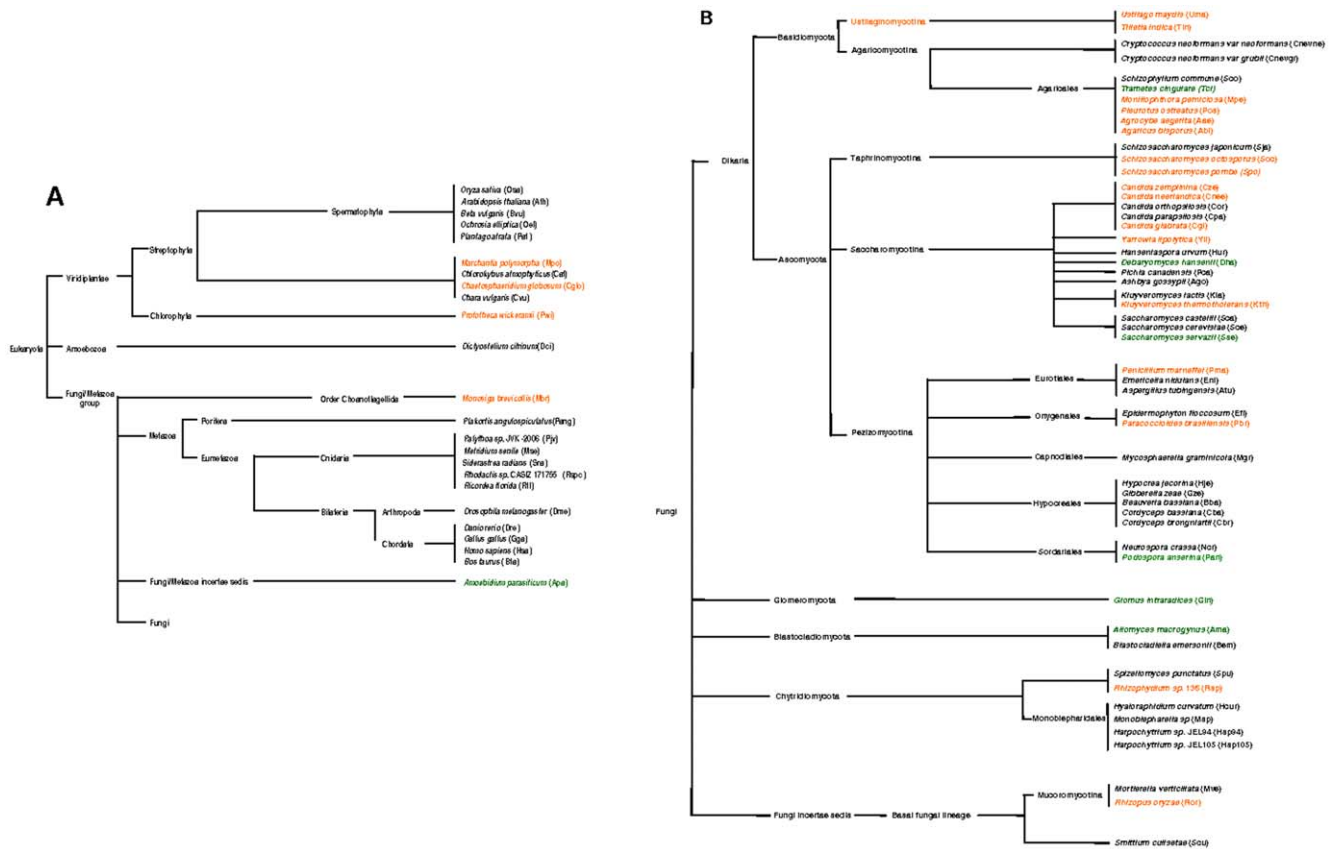 A
Oryza sativa (Osa)
Arabidopsis thaliana (Ath)
Spermatophyta
Beta vulgaris (Bvu)
Ochrosia elliptica (Oel)
Plantago atrata
Streptophyta
Marchantia polymorpha (Mpo)
Viridiplantae
Chlorokybus atmophyticus (Cat)
Chaetosphaeridium globosum (Cglo)
Chara vulgaris (Cvu)
Chlorophyta
Prototheca wickeramii (Pwi)
Eukaryota
Amoebozoa
Dictyostelium citrinum(Dci)
Fungi/Metazoa
group
Order Choanoflagellida
Monosiga brevicollis (Mbr)
Porifera
Plakortis angulospiculatus(Pang)
Metazoa
Eumetazoa
Cnidaria
Palythoa sp. JVK-2006 (Pjv)
Metridium senile (Mse)
Siderastrea radians (Sra)
Rhodactis sp. CASIZ 171755 (Rspc)
Ricordea florida (Rfl)
Bilateria
Arthropoda
Drosophila melanogaster (Dme)
Chordata
Danio rerio (Dre)
Gallus gallus (Gga)
Homo sapiens (Hsa)
Bos taurus (Bta)
Fungi/Metazoa incertae sedis
Amoebidium parasiticum (Apa)
Fungi
B
Ustilaginomycotina
Ustilago maydis (Uma)
Tilletia indica (Tin)
Basidiomycota
Agaricomycotina
Cryptococcus neoformans var neoformans (Cnevne)
Cryptococcus neoformans var grubii (Cnevgr)
Agaricales
Schizophyllum commune (Sco)
Trametes cingulata (Tci)
Moniliophthora perniciosa (Mpe)
Pleurotus ostreatus (Pos)
Agrocybe aegerita (Aae)
Agaricus bisporus (Abi)
Dikaria
Taphrinomycotina
Schizosaccharomyces japonicum (Sja)
Schizosaccharomyces octosporus (Soc)
Schizosaccharomyces pombe (Spo)
Ascomycota
Saccharomycotina
Candida zemplinina (Cze)
Candida neerlandica (Cnee)
Candida orthopsilosis (Cor)
Candida parapsilosis (Cpa)
Candida glabrata (Cgl)
Yarrowia lipolytica (Yli)
Hanseniaspora uvarum (Huv)
Debaryomyces hansenii (Dha)
Pichia canadensis (Pca)
Ashbya gossypii (Ago)
Kluyveromyces lactis (Kla)
Kluyveromyces thermotolerans (Kth)
Saccharomyces castellii (Sca)
Saccharomyces cerevisiae (Sce)
Saccharomyces servazii (Sse)
Pezizomycotina
Eurotiales
Penicillium marneffei (Pma)
Emericella nidulans (Eni)
Aspergillus tubingensis (Atu)
Onygenales
Epidermophyton floccosum (Efl)
Paracoccidioides brasiliensis (Pbr)
Capnodiales
Mycosphaerella graminicola (Mgr)
Hypocreales
Hypocrea jecorina (Hje)
Gibberella zeae (Gze)
Beauveria bassiana (Bba)
Cordyceps bassiana (Cba)
Cordyceps brongniartii (Cbr)
Sordariales
Neurospora crassa (Ncr)
Podospora anserina (Pan)
Fungi
Glomeromycota
Glomus intraradices (Gin)
Blastocladiomycota
Allomyces macrogynus (Ama)
Blastocladiella emersonii (Bem)
Chytridiomycota
Spizellomyces punctatus (Spu)
Rhizophydium sp. 136 (Rsp)
Monoblepharidales
Hyaloraphidium curvatum (Hcur)
Monoblepharella sp (Msp)
Harpochytrium sp. JEL94 (Hsp94)
Harpochytrium sp. JEL105 (Hsp105)
Fungi incertae sedis
Basal fungal lineage
Mucoromycotina
Mortierella verticillata (Mve)
Rhizopus oryzae (Ror)
Smittium culisetae (Scu)